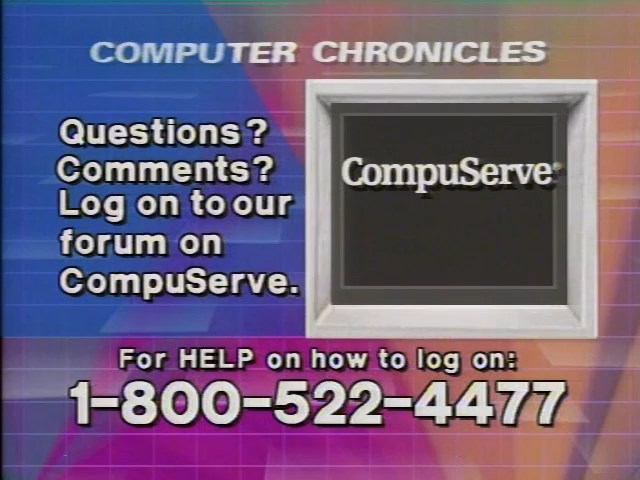 COMPUTER CHRONICLES
Questions?
Comments?
Log on to our
forum on
CompuServe.
CompuServe®
For HELP on how to log on:
1-800-522-4477